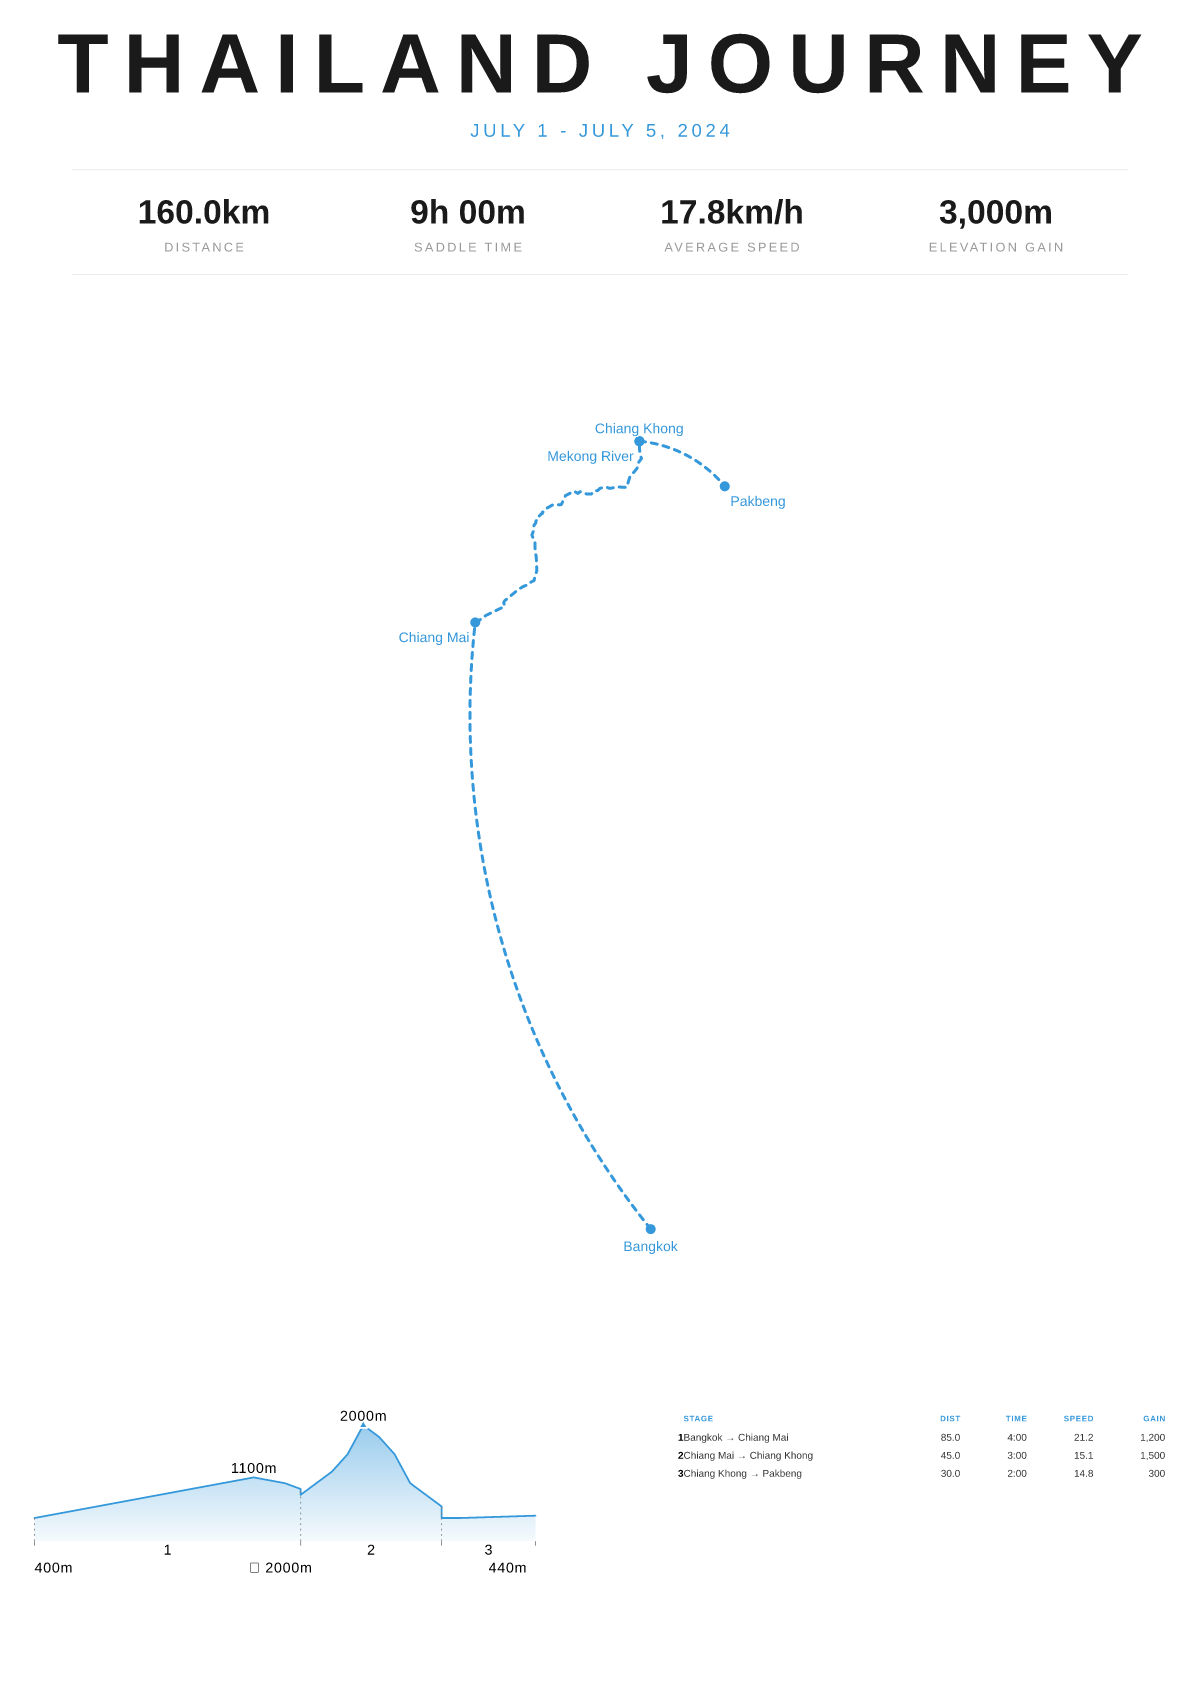 THAILAND JOURNEY
JULY 1 - JULY 5, 2024
160.0km 9h 00m 17.8km/h 3,000m
DISTANCE SADDLE TIME AVERAGE SPEED ELEVATION GAIN
Chiang Khong
Mekong River
Pakbeng
Chiang Mai
Bangkok
2000m
1100m
1 2 3
400m 2000m 440m
STAGE DIST TIME SPEED GAIN
1Bangkok → Chiang Mai 85.0 4:00 21.2 1,200
2Chiang Mai → Chiang Khong 45.0 3:00 15.1 1,500
3Chiang Khong → Pakbeng 30.0 2:00 14.8 300